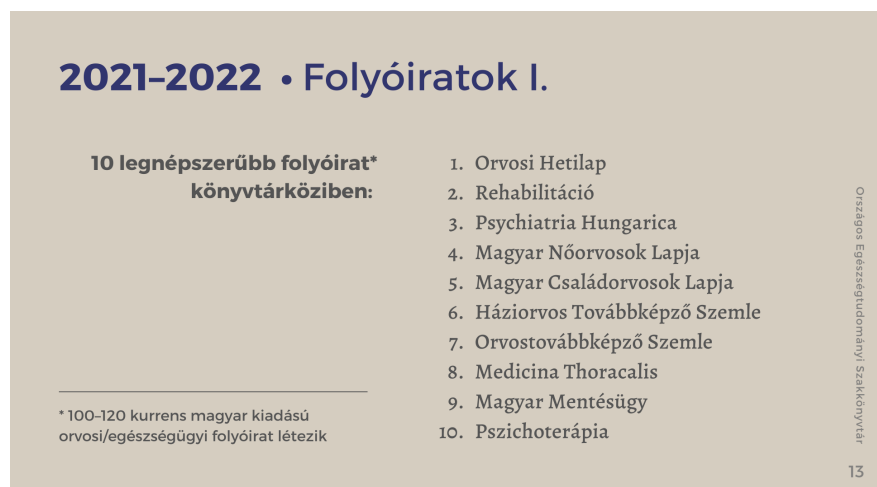 2021–2022 • Folyóiratok I.
10 legnépszerűbb folyóirat*
könyvtárköziben:
1. Orvosi Hetilap
2. Rehabilitáció
3. Psychiatria Hungarica
4. Magyar Nőorvosok Lapja
5. Magyar Családorvosok Lapja
6. Háziorvos Továbbképző Szemle
7. Orvostovábbképző Szemle
8. Medicina Thoracalis
9. Magyar Mentésügy
10. Pszichoterápia
* 100–120 kurrens magyar kiadású
orvosi/egészségügyi folyóirat létezik
Országos Egészségtudományi Szakkönyvtár
13